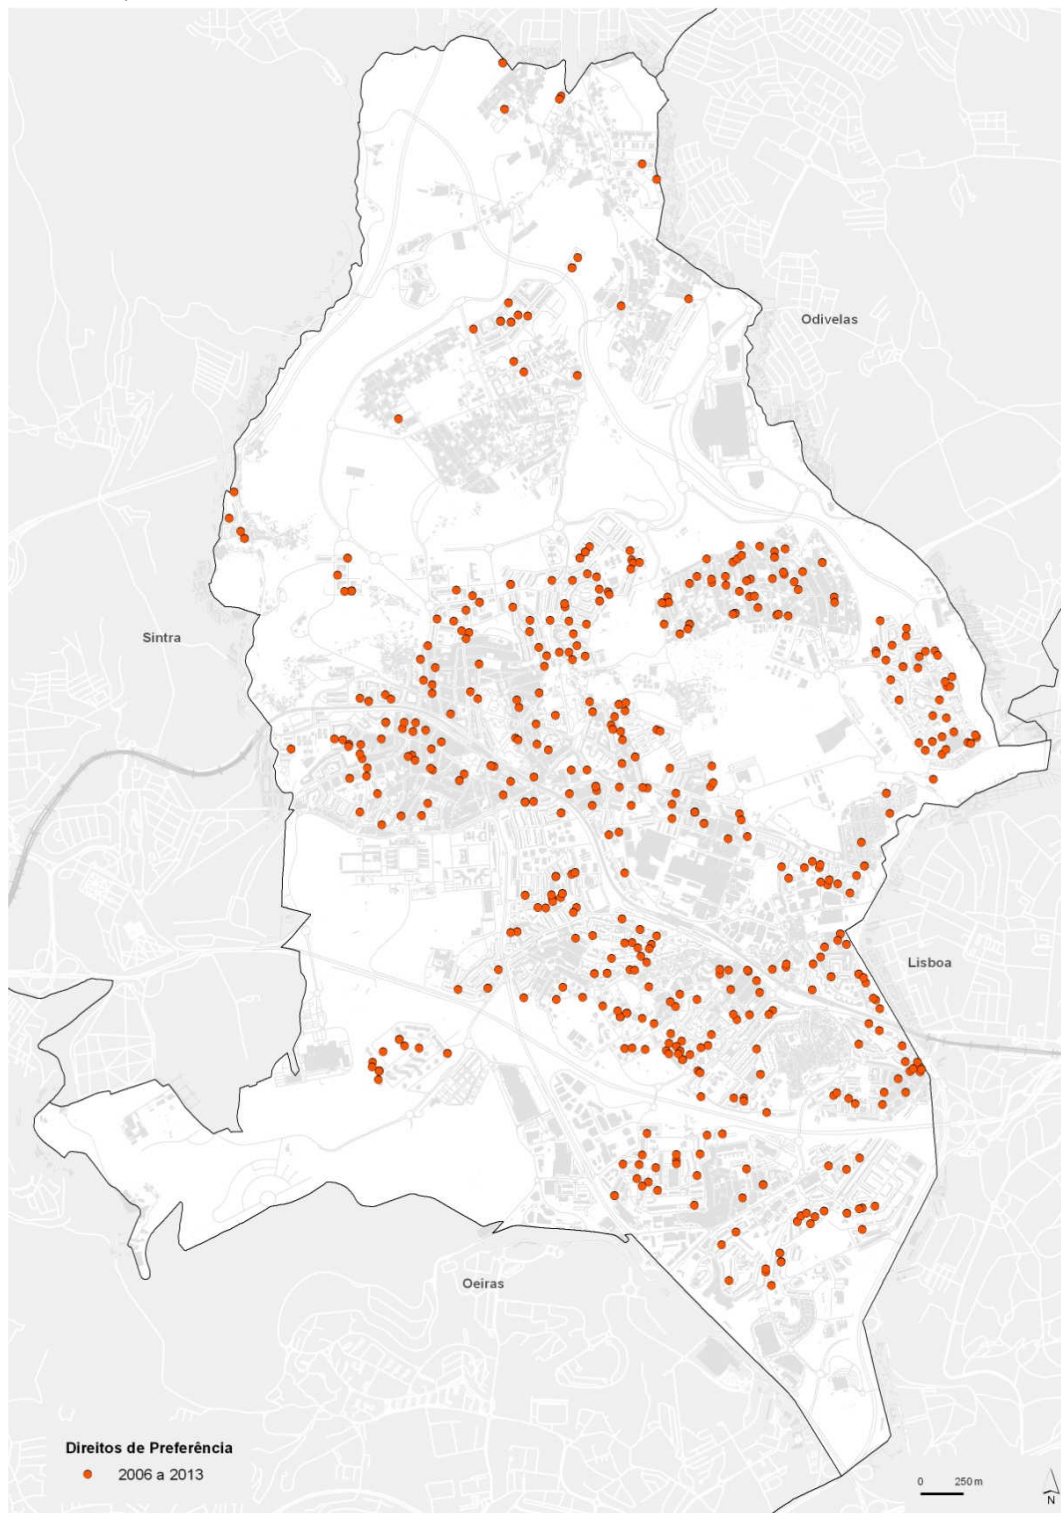 Odivelas
Sintra
Lisboa
Oeiras
Direitos de Preferência
2006 a 2013
0 250 m
N